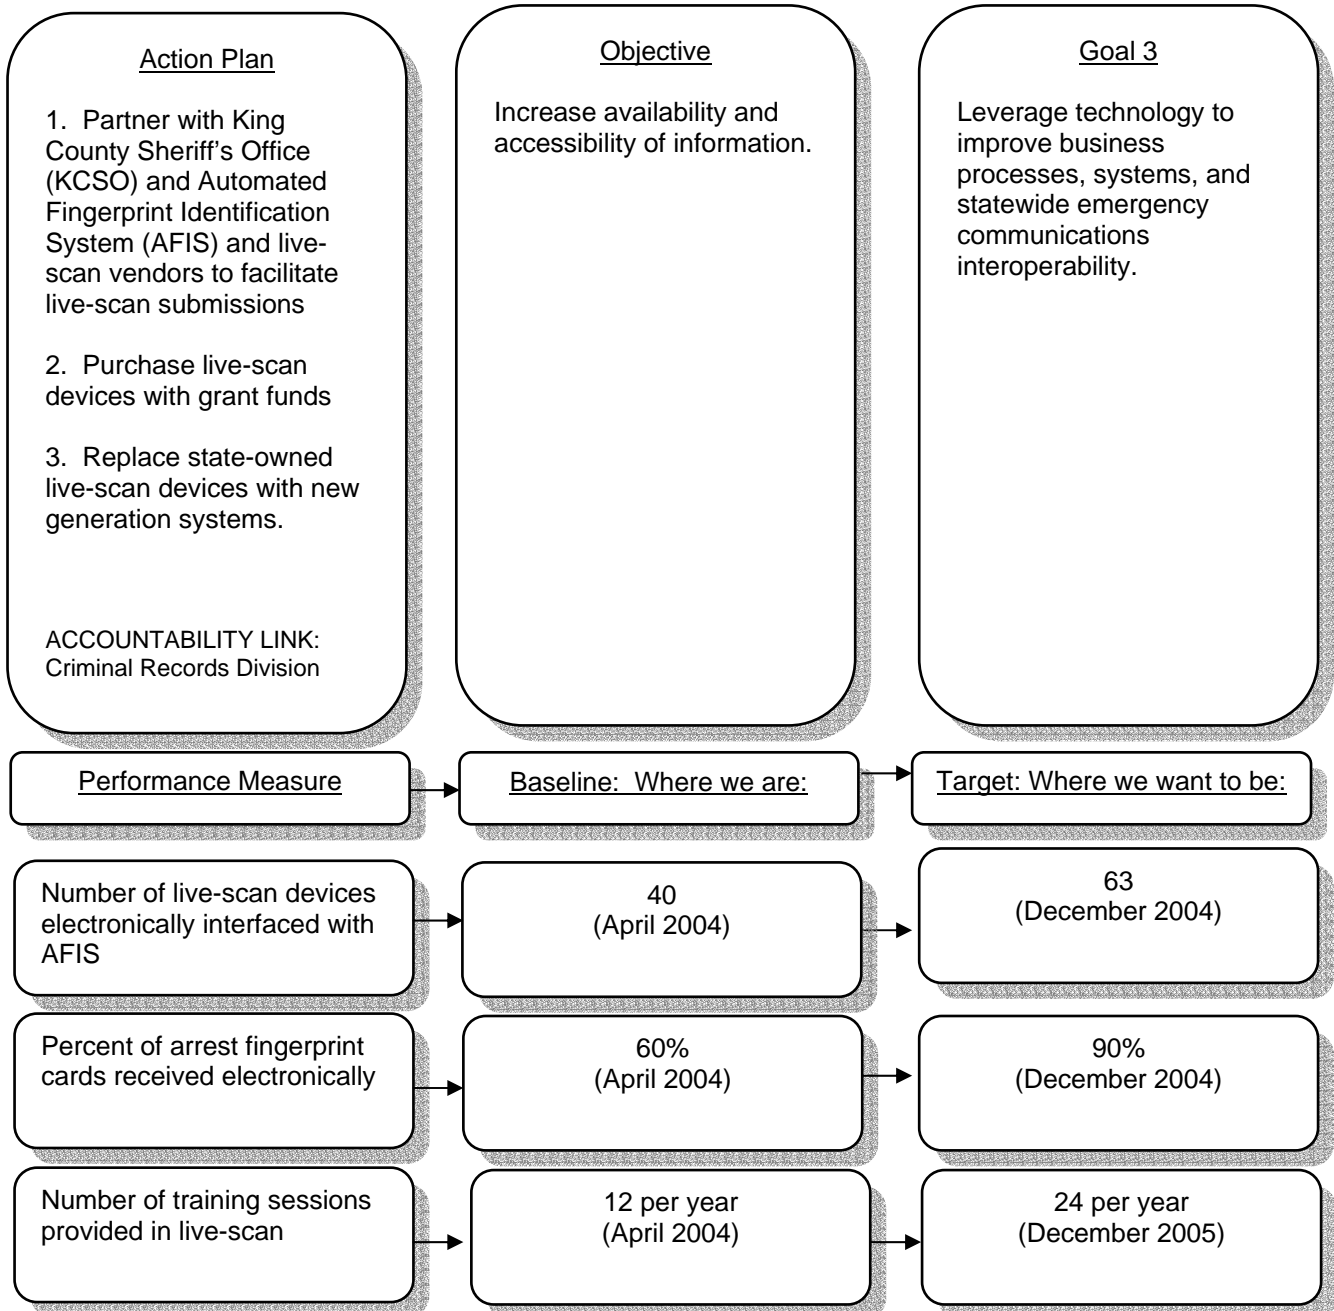 Action Plan
1. Partner with King
County Sheriff's Office
(KCSO) and Automated
Fingerprint Identification
System (AFIS) and live-
scan vendors to facilitate
live-scan submissions
2. Purchase live-scan
devices with grant funds
3. Replace state-owned
live-scan devices with new
generation systems.
ACCOUNTABILITY LINK:
Criminal Records Division
Objective
Increase availability and
accessibility of information.
Goal 3
Leverage technology to
improve business
processes, systems, and
statewide emergency
communications
interoperability.
Performance Measure
Baseline: Where we are:
Target: Where we want to be:
Number of live-scan devices
electronically interfaced with
AFIS
40
(April 2004)
63
(December 2004)
Percent of arrest fingerprint
cards received electronically
60%
(April 2004)
90%
(December 2004)
Number of training sessions
provided in live-scan
12 per year
(April 2004)
24 per year
(December 2005)